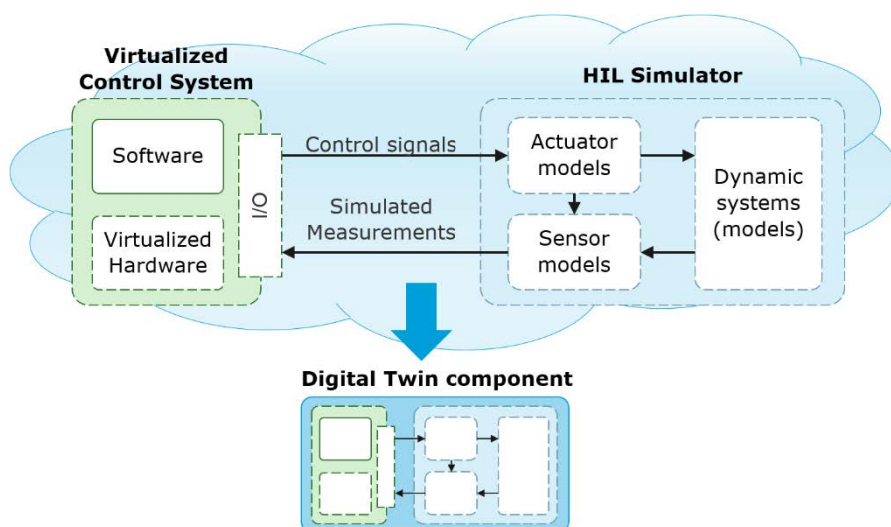 Virtualized
Control System
HIL Simulator
Software
Virtualized
Hardware
I/O
Control signals
Simulated
Measurements
Actuator
models
Sensor
models
Dynamic
systems
(models)
Digital Twin component